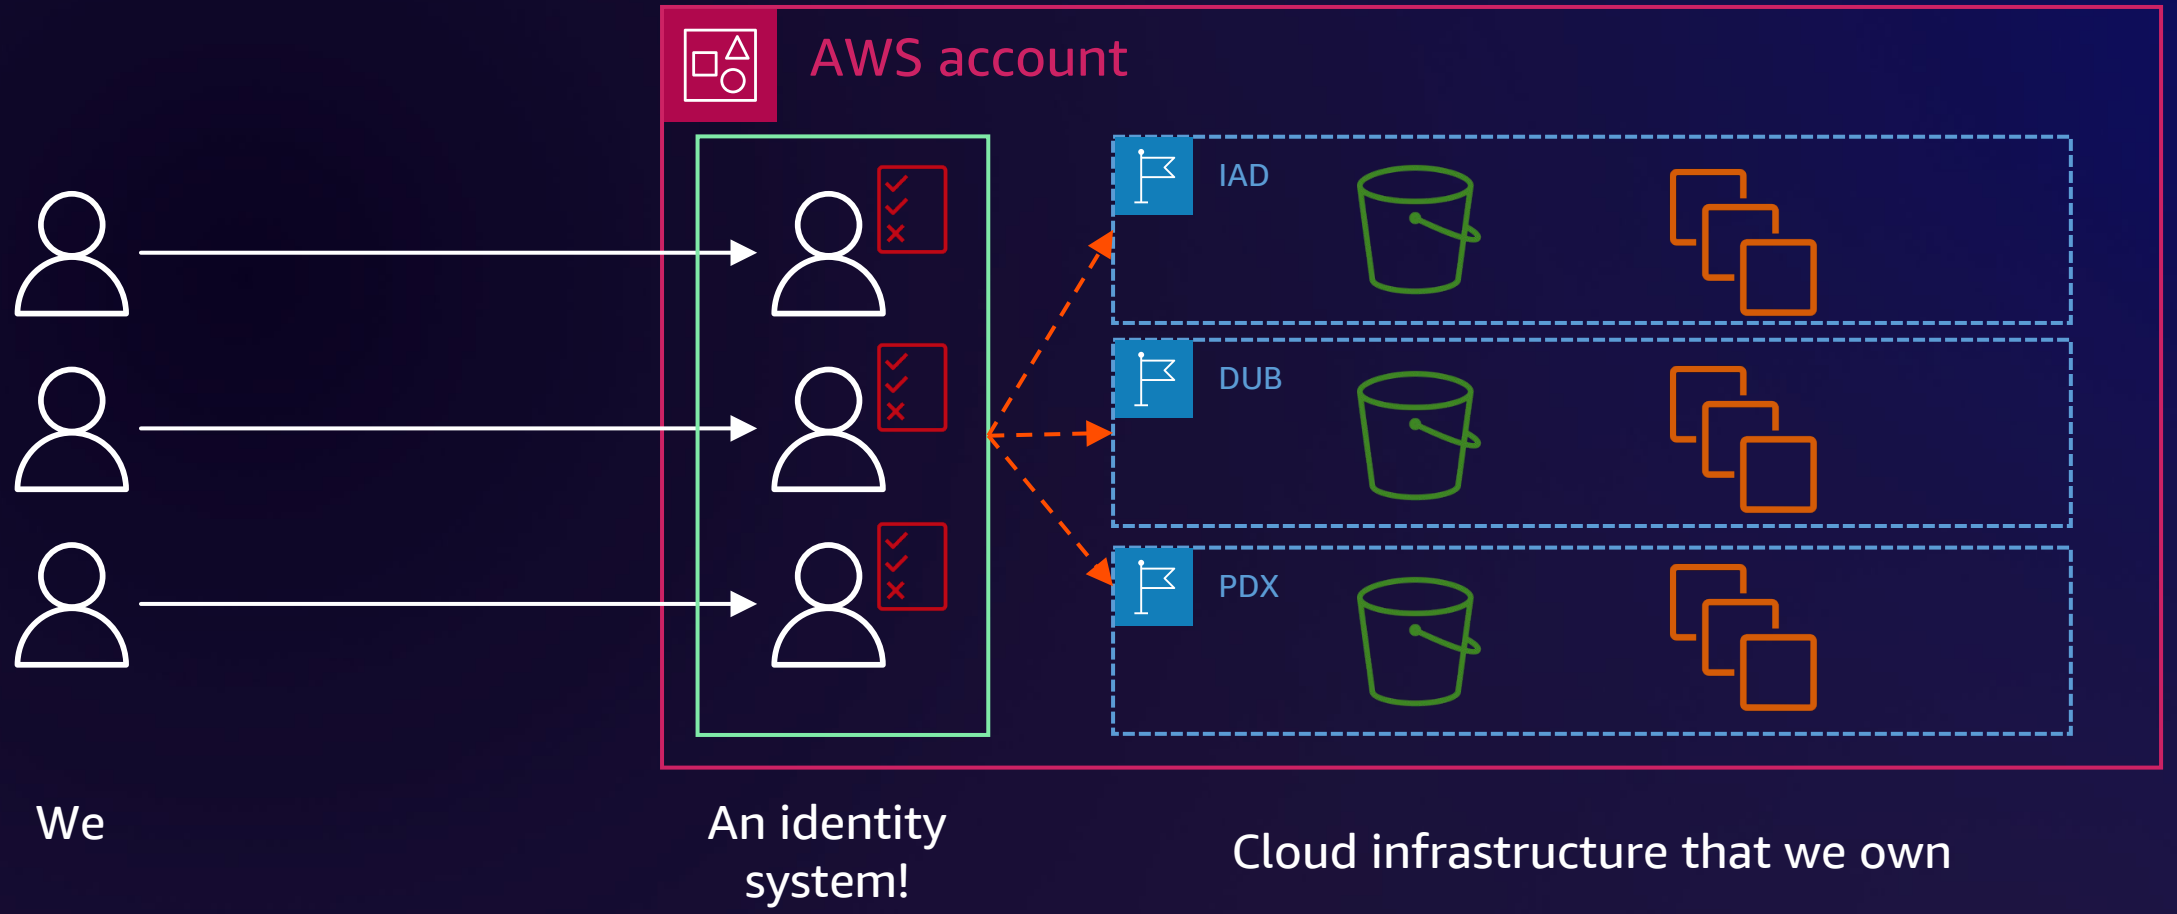 AWS account
IAD
DUB
PDX
We
An identity
system!
Cloud infrastructure that we own